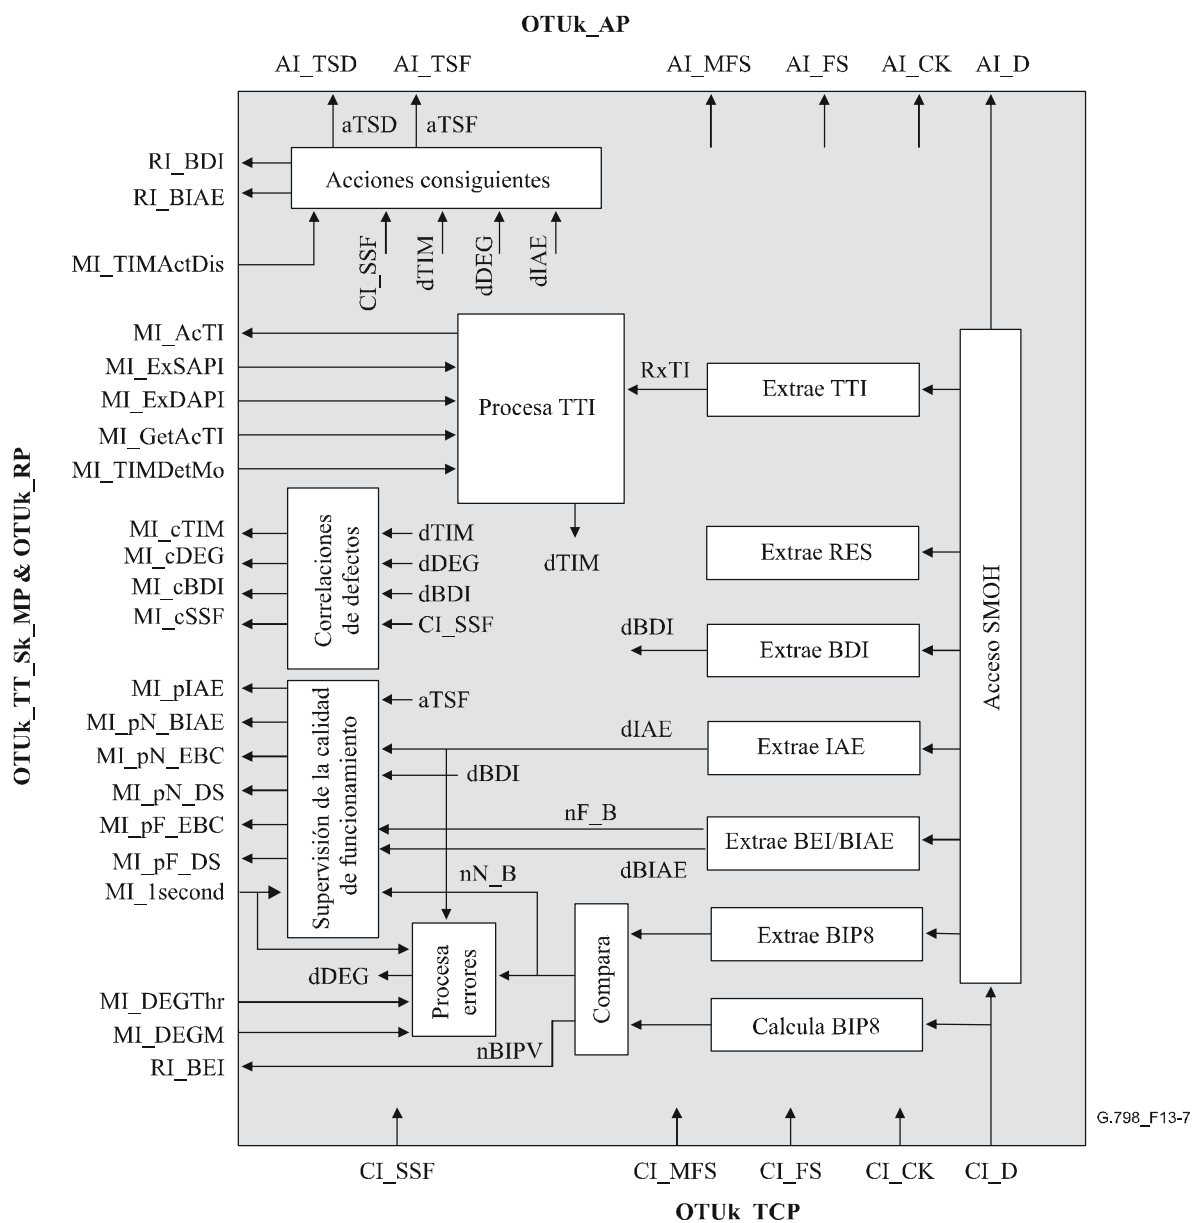 OTUk_AP
AI_TSD
AI_TSF
AI_MFS
AI_FS
AI_CK
AI_D
aTSD
aTSF
RI_BDI
RI_BIAE
Acciones consiguientes
MI_TIMActDis
CI_SSF
dTIM
dDEG
dIAE
MI_AcTI
MI_ExSAPI
MI_ExDAPI
MI_GetAcTI
MI_TIMDetMo
Procesa TTI
RxTI
Extrae TTI
dTIM
OTUk_TT_Sk_MP & OTUk_RP
MI_cTIM
MI_cDEG
MI_cBDI
MI_cSSF
Correlaciones
de defectos
dTIM
dDEG
dBDI
CI_SSF
Extrae RES
dBDI
Extrae BDI
Acceso SMOH
MI_pIAE
MI_pN_BIAE
MI_pN_EBC
MI_pN_DS
MI_pF_EBC
MI_pF_DS
MI_1second
Supervisión de la calidad
de funcionamiento
aTSF
dIAE
Extrae IAE
dBDI
nF_B
Extrae BEI/BIAE
dBIAE
nN_B
Extrae BIP8
Compara
Procesa
errores
dDEG
MI_DEGThr
MI_DEGM
RI_BEI
nBIPV
Calcula BIP8
G.798_F13-7
CI_SSF
CI_MFS
CI_FS
CI_CK
CI_D
OTUk_TCP